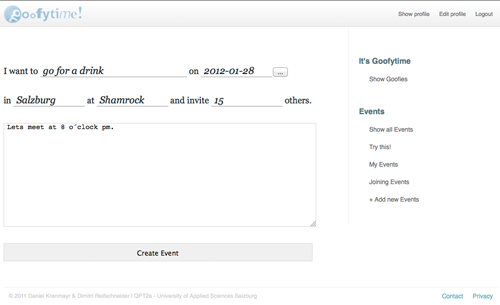 Goofytime!
Show profile Edit profile Logout
I want to go for a drink on 2012-01-28 ...
in Salzburg at Shamrock and invite 15 others.
Lets meet at 8 o´clock pm.
Create Event
It's Goofytime
Show Goofies
Events
Show all Events
Try this!
My Events
Joining Events
+ Add new Events
© 2011 Daniel Kranmayr & Dimitri Reifschneider I QPT2a - University of Applied Sciences Salzburg
Contact Privacy